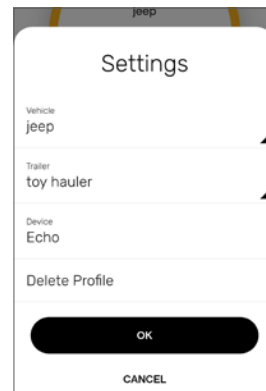 jeep
Settings
Vehicle
jeep
Trailer
toy hauler
Device
Echo
Delete Profile
OK
CANCEL